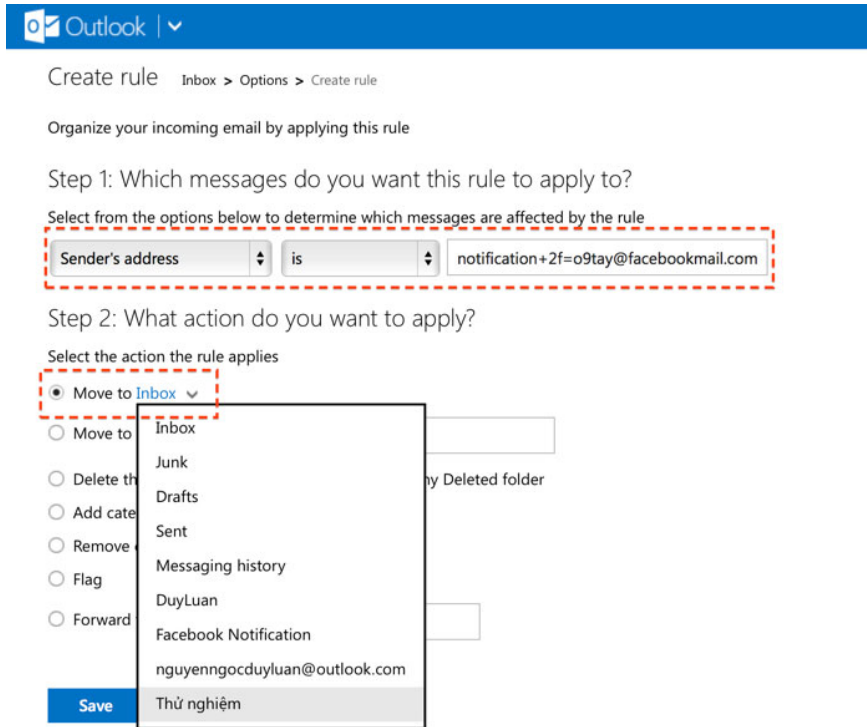 Outlook
Create rule Inbox > Options > Create rule
Organize your incoming email by applying this rule
Step 1: Which messages do you want this rule to apply to?
Select from the options below to determine which messages are affected by the rule
Sender's address is notification+2f=o9tay@facebookmail.com
Step 2: What action do you want to apply?
Select the action the rule applies
Move to Inbox
Inbox
Move to
Junk
Delete th ny Deleted folder
Drafts
Add cate
Sent
Remove
Messaging history
Flag
DuyLuan
Forward
Facebook Notification
nguyenngocduyluan@outlook.com
Save Thử nghiệm